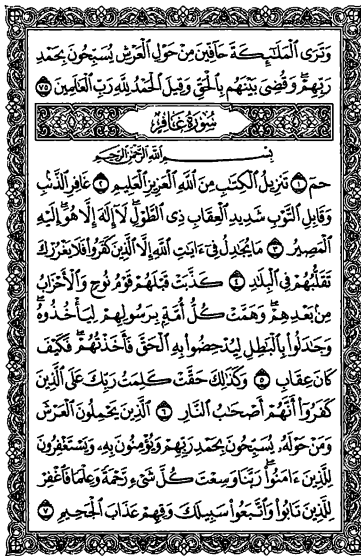 وَتَرَى ٱلْمَلَـٰٓئِكَةَ حَآفِّينَ مِنْ حَوْلِ ٱلْعَرْشِ يُسَبِّحُونَ بِحَمْدِ
رَبِّهِمْ ۖ وَقُضِىَ بَيْنَهُم بِٱلْحَقِّ وَقِيلَ ٱلْحَمْدُ لِلَّهِ رَبِّ ٱلْعَـٰلَمِينَ ٧٥
سُورَةُ غَافِرٍ
بِسْمِ ٱللَّهِ ٱلرَّحْمَـٰنِ ٱلرَّحِيمِ
حمٓ ١ تَنزِيلُ ٱلْكِتَـٰبِ مِنَ ٱللَّهِ ٱلْعَزِيزِ ٱلْعَلِيمِ ٢ غَافِرِ ٱلذَّنۢبِ
وَقَابِلِ ٱلتَّوْبِ شَدِيدِ ٱلْعِقَابِ ذِى ٱلطَّوْلِ ۖ لَآ إِلَـٰهَ إِلَّا هُوَ ۖ إِلَيْهِ
ٱلْمَصِيرُ ٣ مَا يُجَـٰدِلُ فِىٓ ءَايَـٰتِ ٱللَّهِ إِلَّا ٱلَّذِينَ كَفَرُوا۟ فَلَا يَغْرُرْكَ
تَقَلُّبُهُمْ فِى ٱلْبِلَـٰدِ ٤ كَذَّبَتْ قَبْلَهُمْ قَوْمُ نُوحٍ وَٱلْأَحْزَابُ
مِنۢ بَعْدِهِمْ ۖ وَهَمَّتْ كُلُّ أُمَّةٍۭ بِرَسُولِهِمْ لِيَأْخُذُوهُ ۖ
وَجَـٰدَلُوا۟ بِٱلْبَـٰطِلِ لِيُدْحِضُوا۟ بِهِ ٱلْحَقَّ فَأَخَذْتُهُمْ ۖ فَكَيْفَ
كَانَ عِقَابِ ٥ وَكَذَٰلِكَ حَقَّتْ كَلِمَتُ رَبِّكَ عَلَى ٱلَّذِينَ
كَفَرُوٓا۟ أَنَّهُمْ أَصْحَـٰبُ ٱلنَّارِ ٦ ٱلَّذِينَ يَحْمِلُونَ ٱلْعَرْشَ
وَمَنْ حَوْلَهُۥ يُسَبِّحُونَ بِحَمْدِ رَبِّهِمْ وَيُؤْمِنُونَ بِهِۦ وَيَسْتَغْفِرُونَ
لِلَّذِينَ ءَامَنُوا۟ رَبَّنَا وَسِعْتَ كُلَّ شَىْءٍ رَّحْمَةً وَعِلْمًا فَٱغْفِرْ
لِلَّذِينَ تَابُوا۟ وَٱتَّبَعُوا۟ سَبِيلَكَ وَقِهِمْ عَذَابَ ٱلْجَحِيمِ ٧